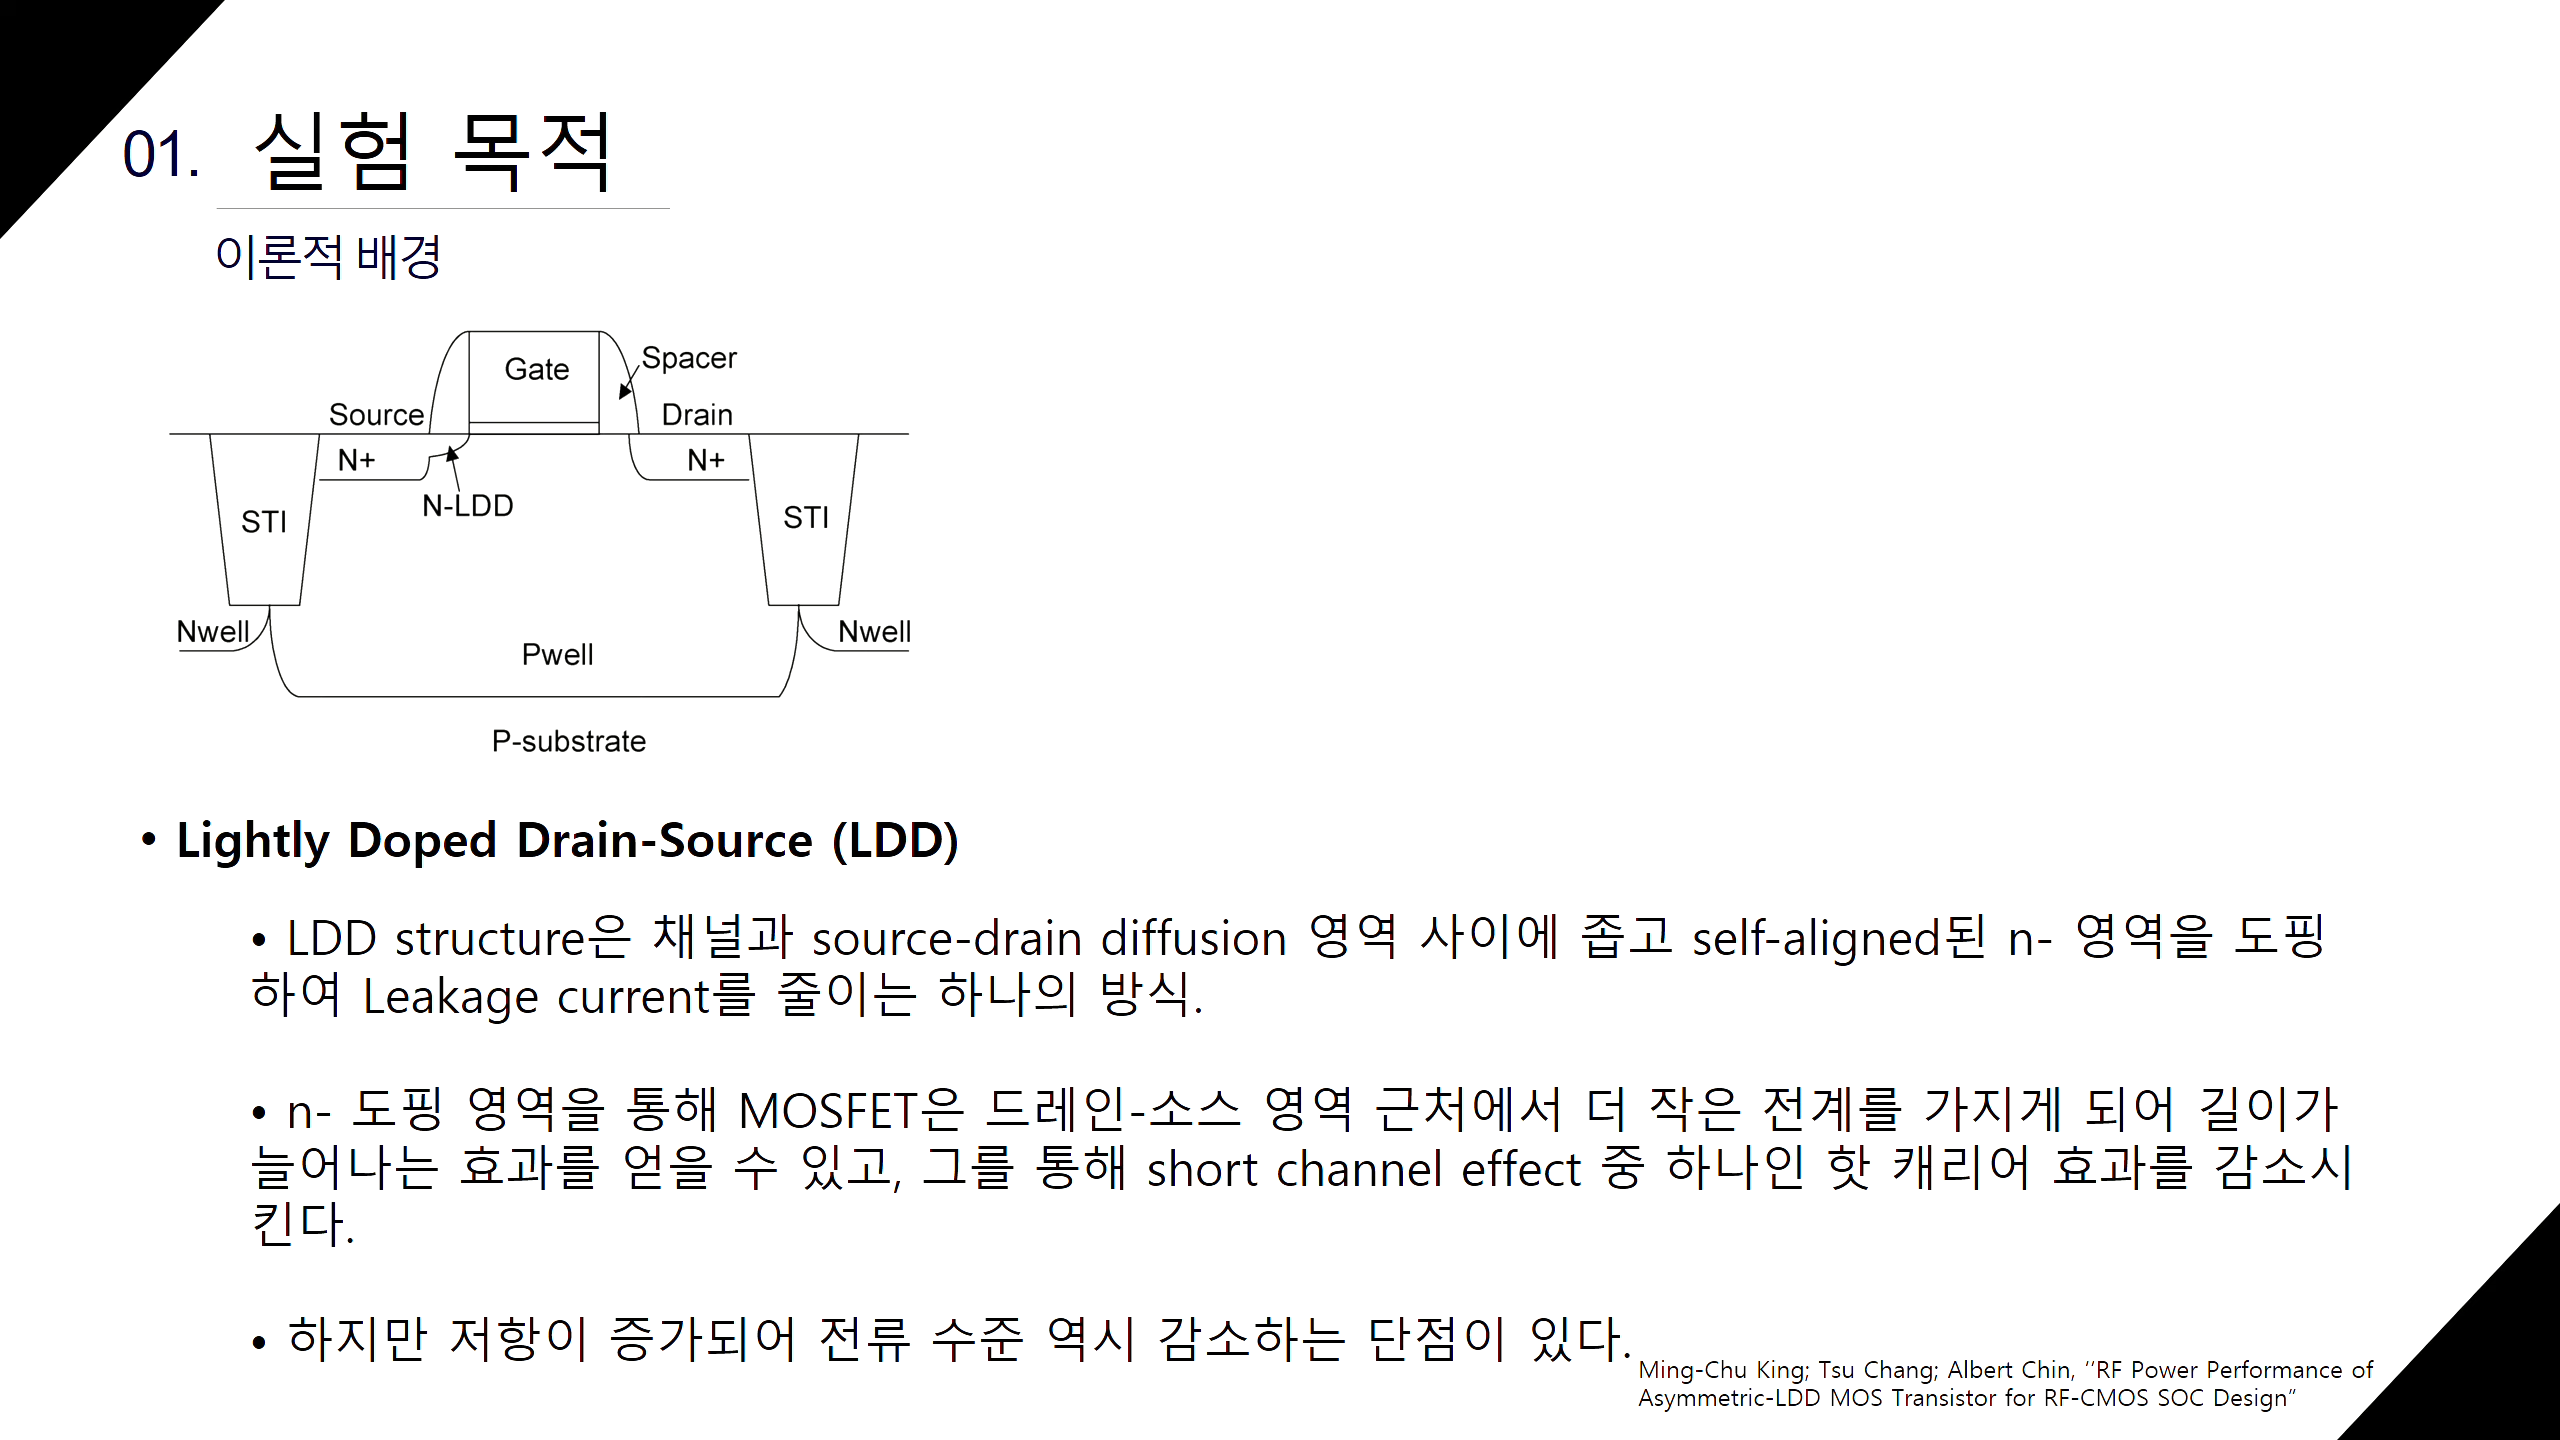 01. 실험 목적
이론적 배경
Gate
Spacer
Source
Drain
N+
N+
N-LDD
STI
STI
Nwell
Nwell
Pwell
P-substrate
• Lightly Doped Drain-Source (LDD)
• LDD structure은 채널과 source-drain diffusion 영역 사이에 좁고 self-aligned된 n- 영역을 도핑
하여 Leakage current를 줄이는 하나의 방식.
• n- 도핑 영역을 통해 MOSFET은 드레인-소스 영역 근처에서 더 작은 전계를 가지게 되어 길이가
늘어나는 효과를 얻을 수 있고, 그를 통해 short channel effect 중 하나인 핫 캐리어 효과를 감소시
킨다.
• 하지만 저항이 증가되어 전류 수준 역시 감소하는 단점이 있다.
Ming-Chu King; Tsu Chang; Albert Chin, ‘‘RF Power Performance of
Asymmetric-LDD MOS Transistor for RF-CMOS SOC Design”